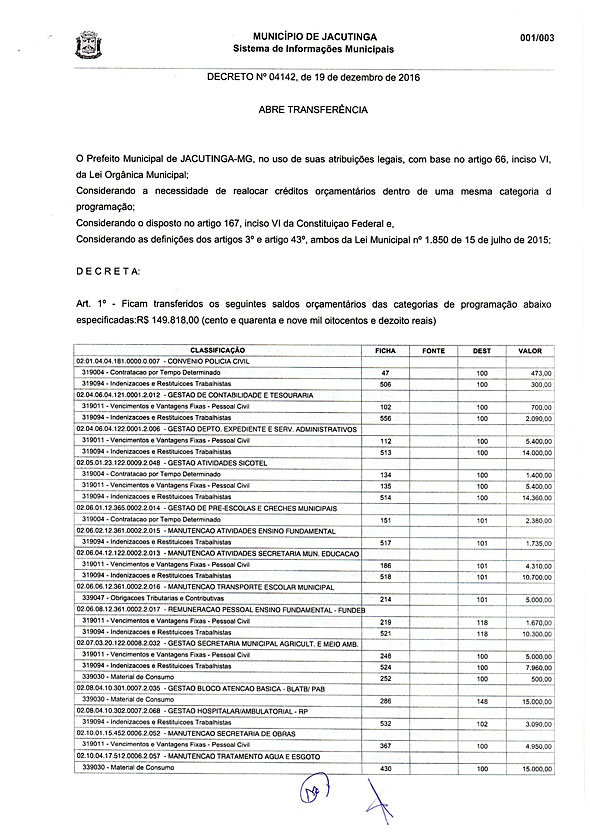 MUNICÍPIO DE JACUTINGA
001/003
Sistema de Informações Municipais
DECRETO Nº 04142, de 19 de dezembro de 2016
ABRE TRANSFERÊNCIA
O Prefeito Municipal de JACUTINGA-MG, no uso de suas atribuições legais, com base no artigo 66, inciso VI,
da Lei Orgânica Municipal;
Considerando a necessidade de realocar créditos orçamentários dentro de uma mesma categoria d
programação;
Considerando o disposto no artigo 167, inciso VI da Constituiçao Federal e,
Considerando as definições dos artigos 3º e artigo 43º, ambos da Lei Municipal nº 1.850 de 15 de julho de 2015;
D E C R E T A:
Art. 1º - Ficam transferidos os seguintes saldos orçamentários das categorias de programação abaixo
especificadas:R$ 149.818,00 (cento e quarenta e nove mil oitocentos e dezoito reais)
CLASSIFICAÇÃO FICHA FONTE DEST VALOR
02.01.04.04.181.0000.0.007 - CONVENIO POLICIA CIVIL
319004 - Contratacao por Tempo Determinado 47 100 473,00
319094 - Indenizacoes e Restituicoes Trabalhistas 506 100 300,00
02.04.06.04.121.0001.2.012 - GESTAO DE CONTABILIDADE E TESOURARIA
319011 - Vencimentos e Vantagens Fixas - Pessoal Civil 102 100 700,00
319094 - Indenizacoes e Restituicoes Trabalhistas 556 100 2.090,00
02.04.06.04.122.0001.2.006 - GESTAO DEPTO. EXPEDIENTE E SERV. ADMINISTRATIVOS
319011 - Vencimentos e Vantagens Fixas - Pessoal Civil 112 100 5.400,00
319094 - Indenizacoes e Restituicoes Trabalhistas 513 100 14.000,00
02.05.01.23.122.0009.2.048 - GESTAO ATIVIDADES SICOTEL
319004 - Contratacao por Tempo Determinado 134 100 1.400,00
319011 - Vencimentos e Vantagens Fixas - Pessoal Civil 135 100 5.400,00
319094 - Indenizacoes e Restituicoes Trabalhistas 514 100 14.360,00
02.06.01.12.365.0002.2.014 - GESTAO DE PRE-ESCOLAS E CRECHES MUNICIPAIS
319004 - Contratacao por Tempo Determinado 151 101 2.380,00
02.06.02.12.361.0002.2.015 - MANUTENCAO ATIVIDADES ENSINO FUNDAMENTAL
319094 - Indenizacoes e Restituicoes Trabalhistas 517 101 1.735,00
02.06.04.12.122.0002.2.013 - MANUTENCAO ATIVIDADES SECRETARIA MUN. EDUCACAO
319011 - Vencimentos e Vantagens Fixas - Pessoal Civil 186 101 4.310,00
319094 - Indenizacoes e Restituicoes Trabalhistas 518 101 10.700,00
02.06.06.12.361.0002.2.016 - MANUTENCAO TRANSPORTE ESCOLAR MUNICIPAL
339047 - Obrigacoes Tributarias e Contributivas 214 101 5.000,00
02.06.08.12.361.0002.2.017 - REMUNERACAO PESSOAL ENSINO FUNDAMENTAL - FUNDEB
319011 - Vencimentos e Vantagens Fixas - Pessoal Civil 219 118 1.670,00
319094 - Indenizacoes e Restituicoes Trabalhistas 521 118 10.300,00
02.07.03.20.122.0008.2.032 - GESTAO SECRETARIA MUNICIPAL AGRICULT. E MEIO AMB.
319011 - Vencimentos e Vantagens Fixas - Pessoal Civil 248 100 5.000,00
319094 - Indenizacoes e Restituicoes Trabalhistas 524 100 7.960,00
339030 - Material de Consumo 252 100 500,00
02.08.04.10.301.0007.2.035 - GESTAO BLOCO ATENCAO BASICA - BLATB/ PAB
339030 - Material de Consumo 286 148 15.000,00
02.08.04.10.302.0007.2.068 - GESTAO HOSPITALAR/AMBULATORIAL - RP
319094 - Indenizacoes e Restituicoes Trabalhistas 532 102 3.090,00
02.10.01.15.452.0006.2.052 - MANUTENCAO SECRETARIA DE OBRAS
319011 - Vencimentos e Vantagens Fixas - Pessoal Civil 367 100 4.950,00
02.10.04.17.512.0006.2.057 - MANUTENCAO TRATAMENTO AGUA E ESGOTO
339030 - Material de Consumo 430 100 15.000,00